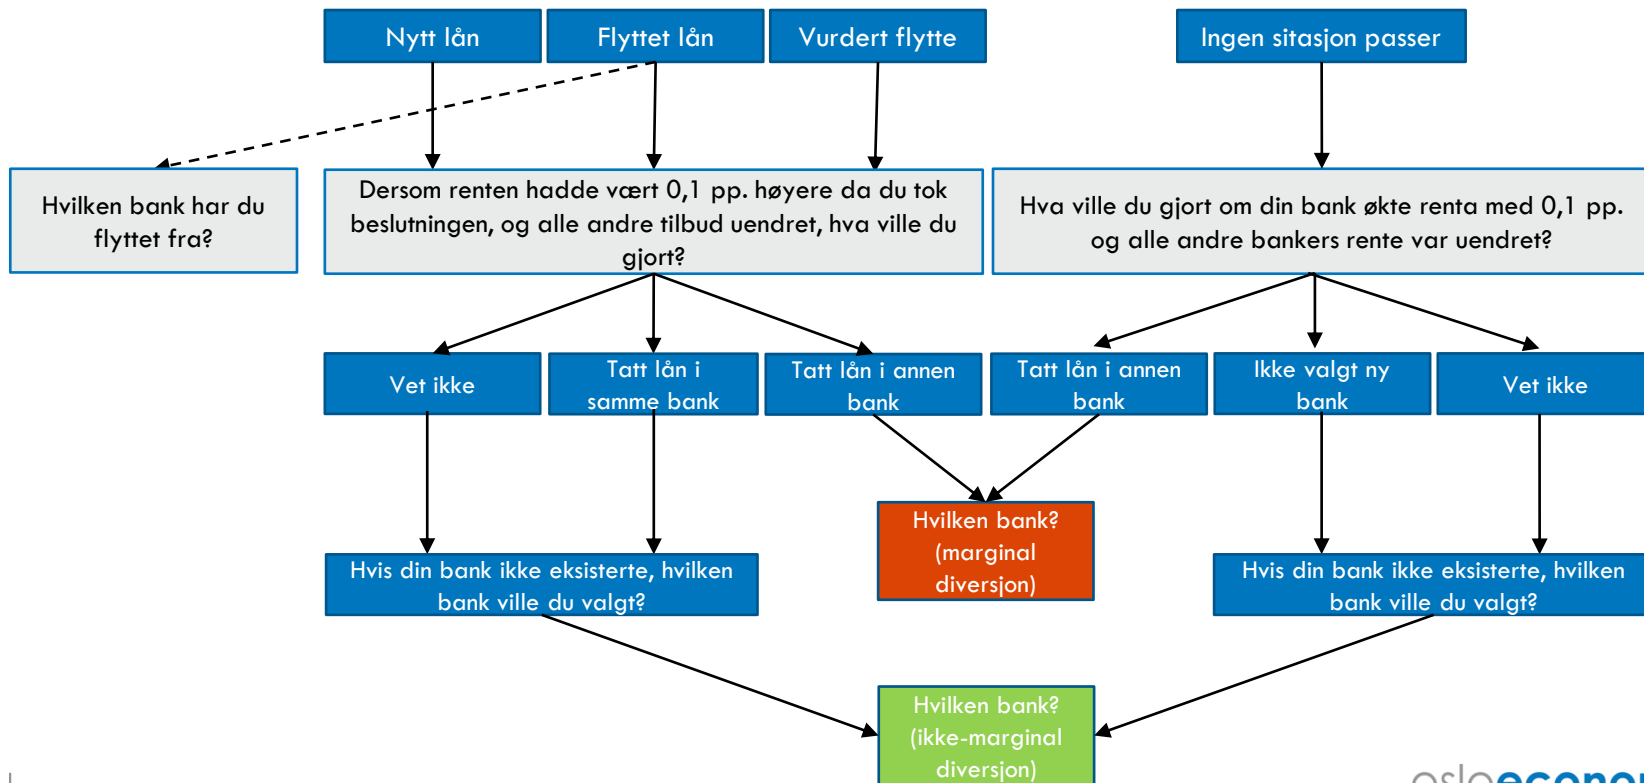 Nytt lån
Flyttet lån
Vurdert flytte
Ingen sitasjon passer
Hvilken bank har du
flyttet fra?
Dersom renten hadde vært 0,1 pp. høyere da du tok
beslutningen, og alle andre tilbud uendret, hva ville du
gjort?
Hva ville du gjort om din bank økte renta med 0,1 pp.
og alle andre bankers rente var uendret?
Vet ikke
Tatt lån i
samme bank
Tatt lån i annen
bank
Tatt lån i annen
bank
Ikke valgt ny
bank
Vet ikke
Hvilken bank?
(marginal
diversjon)
Hvis din bank ikke eksisterte, hvilken
bank ville du valgt?
Hvis din bank ikke eksisterte, hvilken
bank ville du valgt?
Hvilken bank?
(ikke-marginal
diversjon)